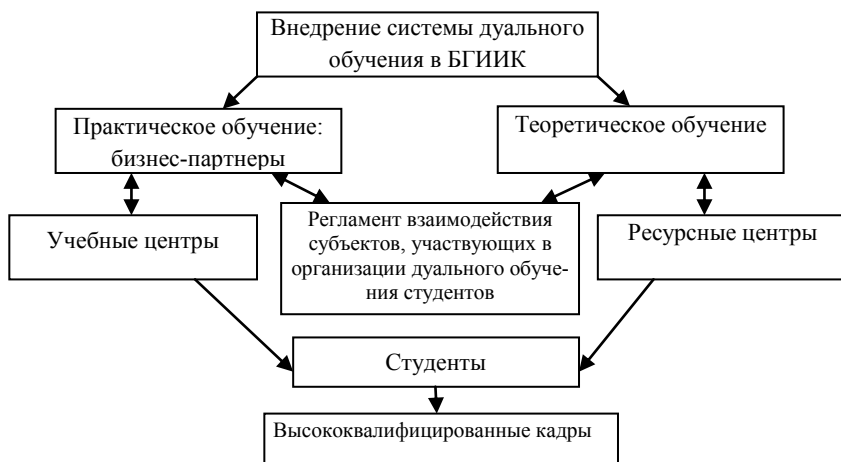 Внедрение системы дуального
обучения в БГИИК
Практическое обучение:
бизнес-партнеры
Теоретическое обучение
Учебные центры
Регламент взаимодействия
субъектов, участвующих в
организации дуального обуче-
ния студентов
Ресурсные центры
Студенты
Высококвалифицированные кадры